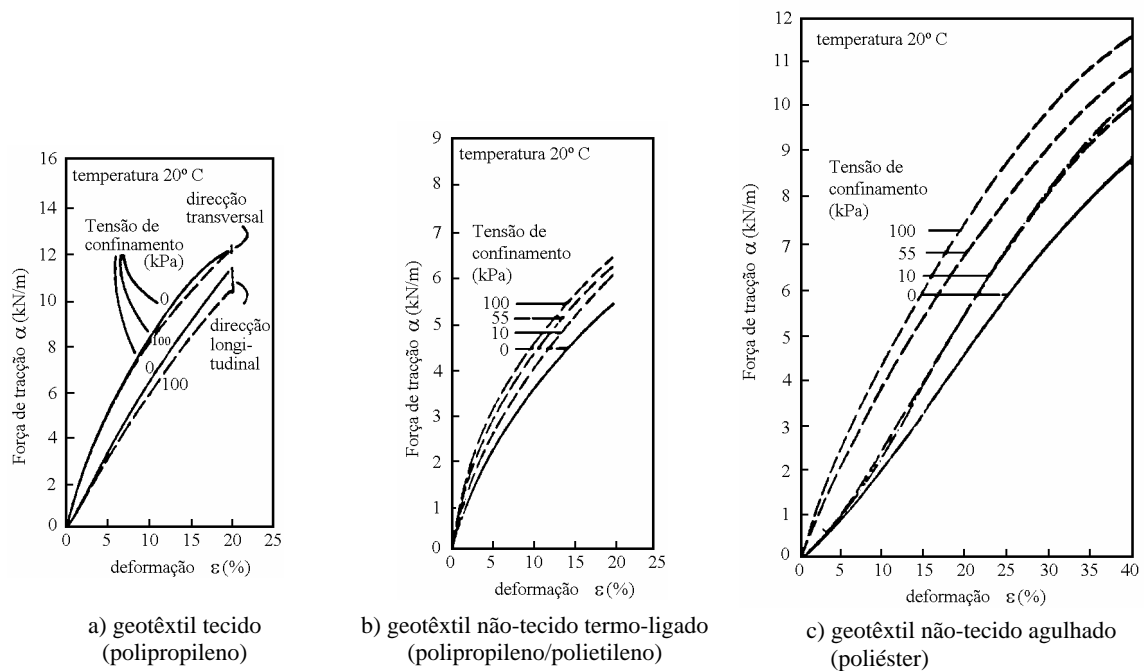 16
14
12
10
8
6
4
2
0
Força de tracção α (kN/m)
temperatura 20º C
direcção
transversal
Tensão de
confinamento
(kPa)
0
100
0
100
direcção
longi-
tudinal
0 5 10 15 20 25
deformação ε (%)
a) geotêxtil tecido
(polipropileno)
9
8
7
6
5
4
3
2
1
0
Força de tracção α (kN/m)
temperatura 20º C
Tensão de
confinamento
(kPa)
100
55
10
0
0 5 10 15 20 25
deformação ε (%)
b) geotêxtil não-tecido termo-ligado
(polipropileno/polietileno)
12
11
10
9
8
7
6
5
4
3
2
1
0
Força de tracção α (kN/m)
temperatura 20º C
Tensão de
confinamento
(kPa)
100
55
10
0
0 5 10 15 20 25 30 35 40
deformação ε (%)
c) geotêxtil não-tecido agulhado
(poliéster)